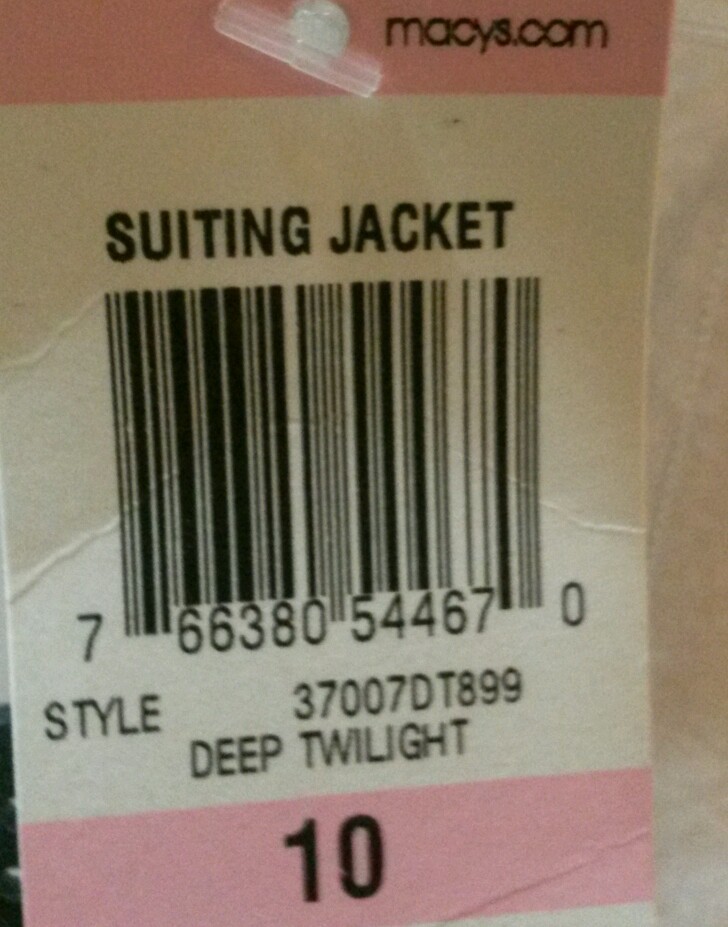 macys.com
SUITING JACKET
7 66380 54467 0
STYLE 37007DT899
DEEP TWILIGHT
10